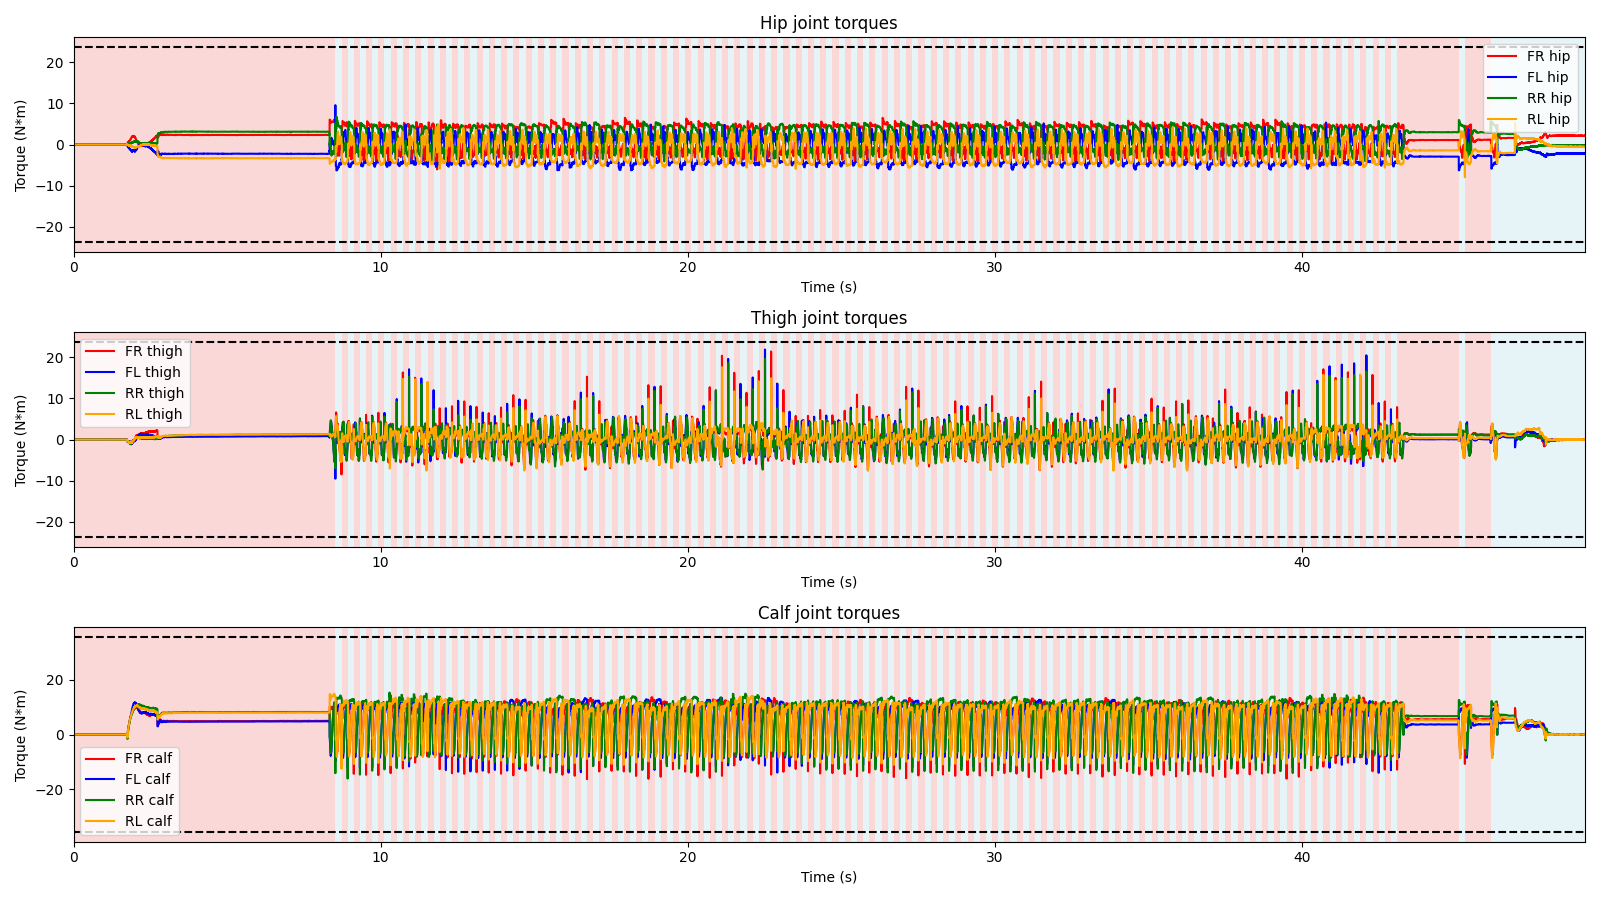 Hip joint torques
20
10
0
−10
−20
Torque (N*m)
FR hip
FL hip
RR hip
RL hip
0 10 20 30 40
Time (s)
Thigh joint torques
20
10
0
−10
−20
Torque (N*m)
FR thigh
FL thigh
RR thigh
RL thigh
0 10 20 30 40
Time (s)
Calf joint torques
20
0
−20
Torque (N*m)
FR calf
FL calf
RR calf
RL calf
0 10 20 30 40
Time (s)